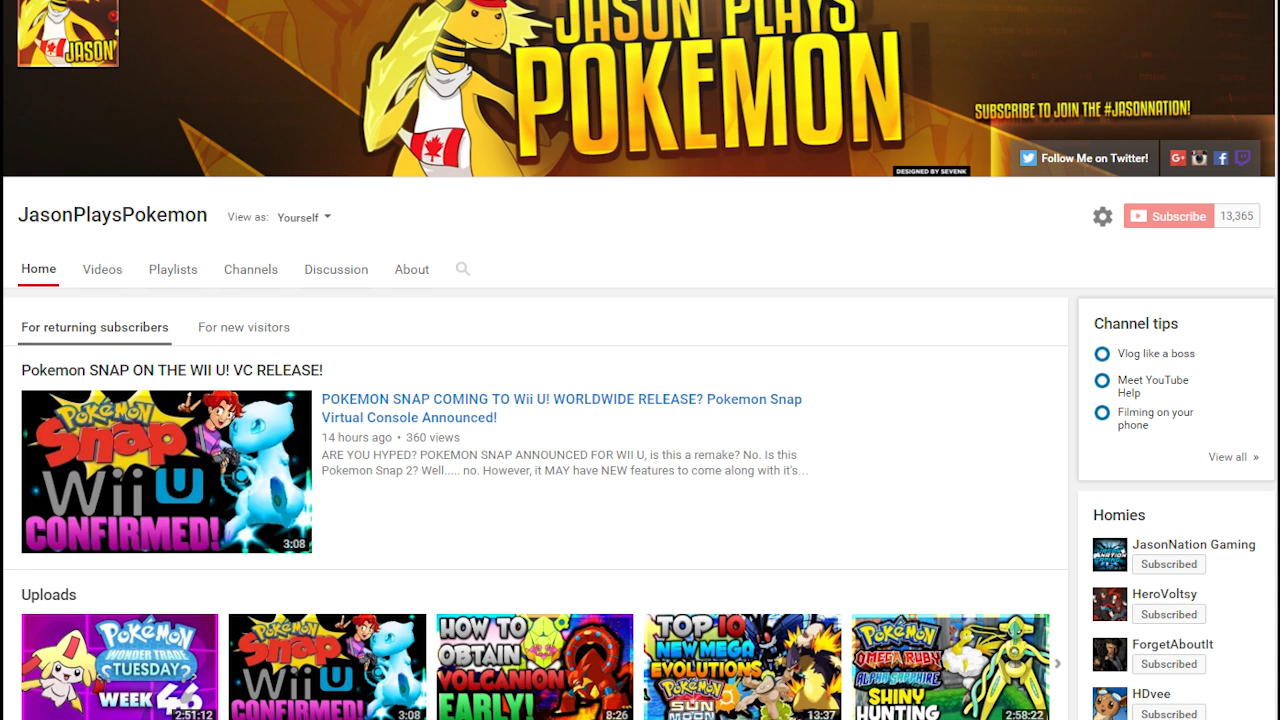 JASON PLAYS
JASON
POKEMON
SUBSCRIBE TO JOIN THE #JASONNATION!
Follow Me on Twitter!
DESIGNED BY SEVENK
JasonPlaysPokemon
View as: Yourself
Subscribe 13,365
Home Videos Playlists Channels Discussion About
For returning subscribers For new visitors
Pokemon SNAP ON THE WII U! VC RELEASE!
POKÉMON
Snap
Wii U
CONFIRMED!
3:08
POKEMON SNAP COMING TO Wii U! WORLDWIDE RELEASE? Pokemon Snap
Virtual Console Announced!
14 hours ago • 360 views
ARE YOU HYPED? POKEMON SNAP ANNOUNCED FOR WII U, is this a remake? No. Is this
Pokemon Snap 2? Well..... no. However, it MAY have NEW features to come along with it's...
Channel tips
Vlog like a boss
Meet YouTube
Help
Filming on your
phone
View all »
Homies
JasonNation Gaming
Subscribed
HeroVoltsy
Subscribed
ForgetAboutIt
Subscribed
HDvee
Subscribed
Uploads
POKÉMON
WONDER TRADE
TUESDAY
WEEK 46
2:51:12
POKÉMON
Snap
Wii U
3:08
HOW TO
OBTAIN
VOLCANION
EARLY!
8:26
TOP 10
NEW MEGA
EVOLUTIONS
POKÉMON
SUN
MOON
13:37
POKÉMON
OMEGA RUBY
ALPHA SAPPHIRE
SHINY
HUNTING
2:58:22